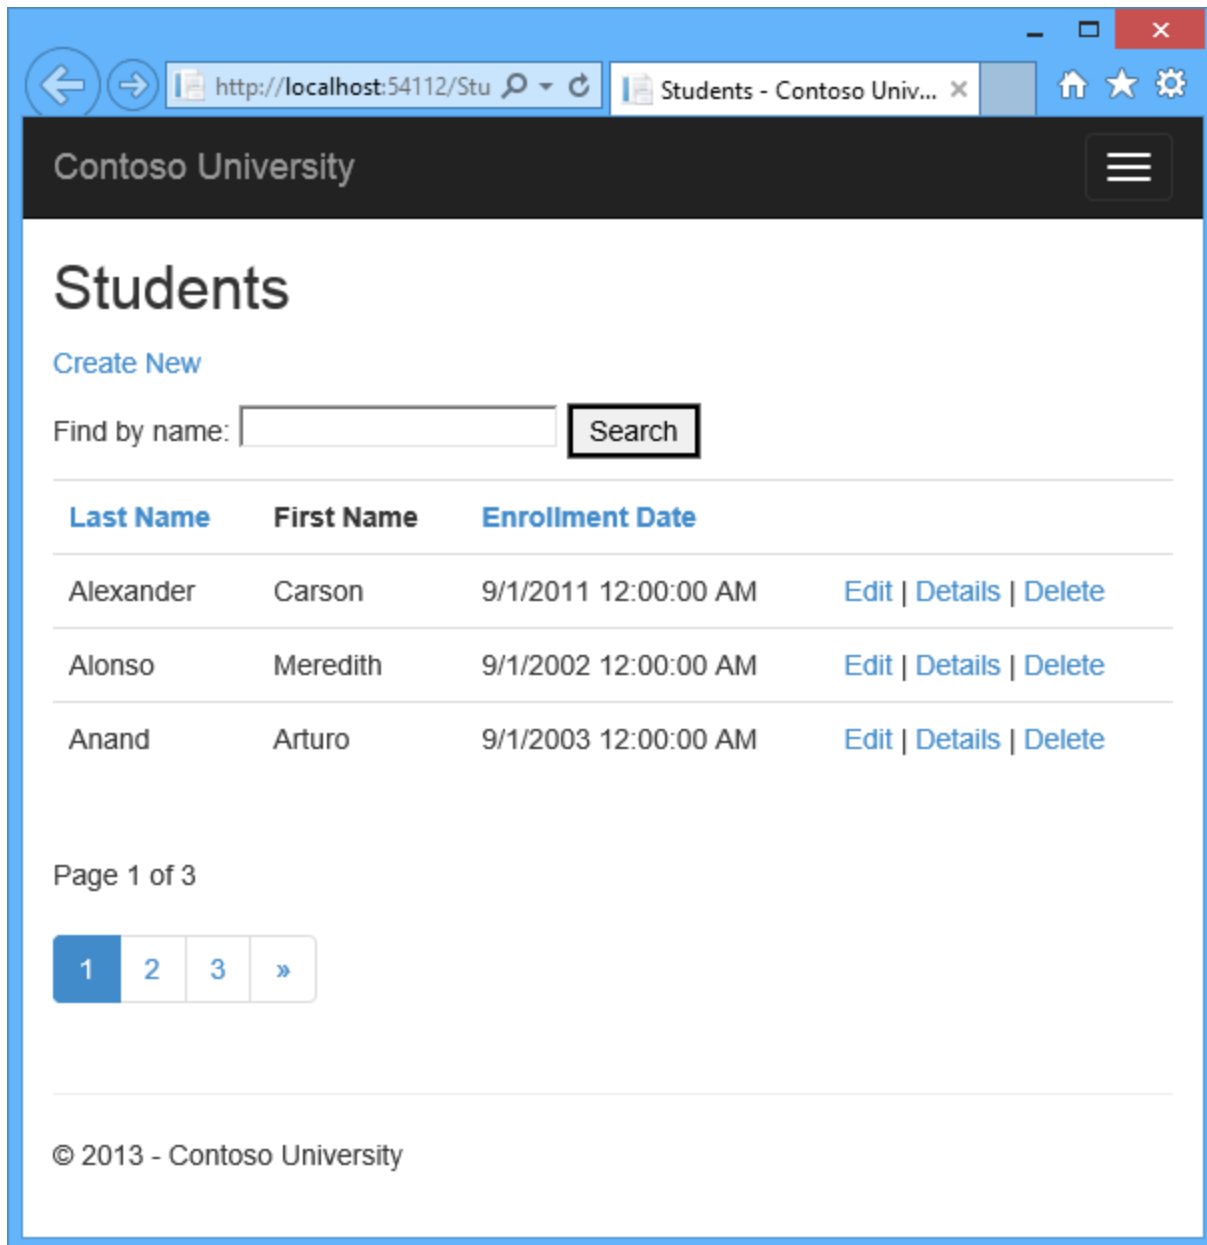 http://localhost:54112/Stu
Students - Contoso Univ...
Contoso University
Students
Create New
Find by name: Search
Last Name First Name Enrollment Date
Alexander Carson 9/1/2011 12:00:00 AM Edit | Details | Delete
Alonso Meredith 9/1/2002 12:00:00 AM Edit | Details | Delete
Anand Arturo 9/1/2003 12:00:00 AM Edit | Details | Delete
Page 1 of 3
1 2 3 »
© 2013 - Contoso University